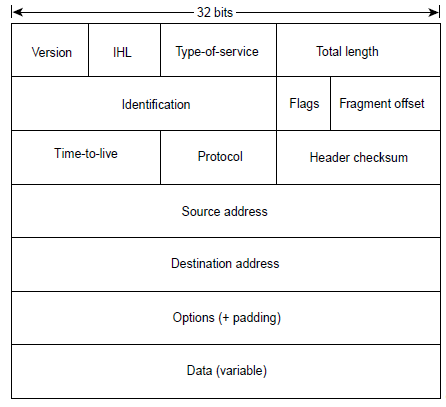 32 bits
Version IHL Type-of-service Total length
Identification Flags Fragment offset
Time-to-live Protocol Header checksum
Source address
Destination address
Options (+ padding)
Data (variable)